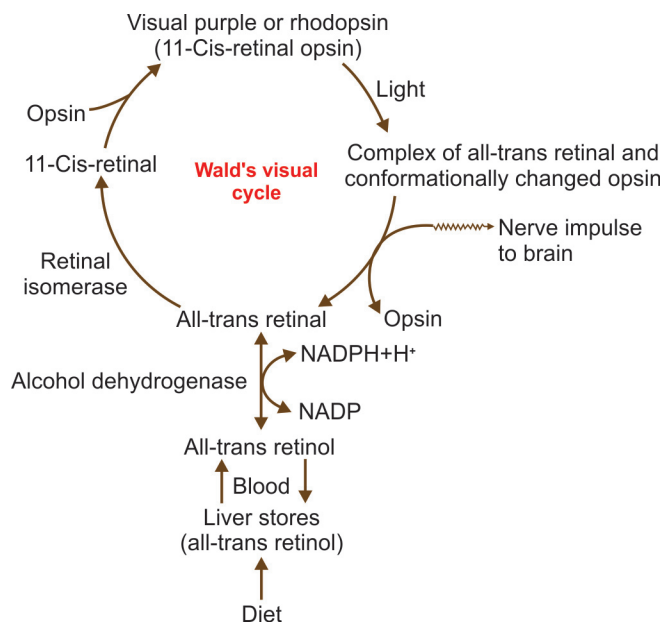 Visual purple or rhodopsin
(11-Cis-retinal opsin)
Light
Opsin
11-Cis-retinal
Wald's visual
cycle
Complex of all-trans retinal and
conformationally changed opsin
Nerve impulse
to brain
Retinal
isomerase
All-trans retinal
Opsin
NADPH+H⁺
Alcohol dehydrogenase
NADP
All-trans retinol
Blood
Liver stores
(all-trans retinol)
Diet